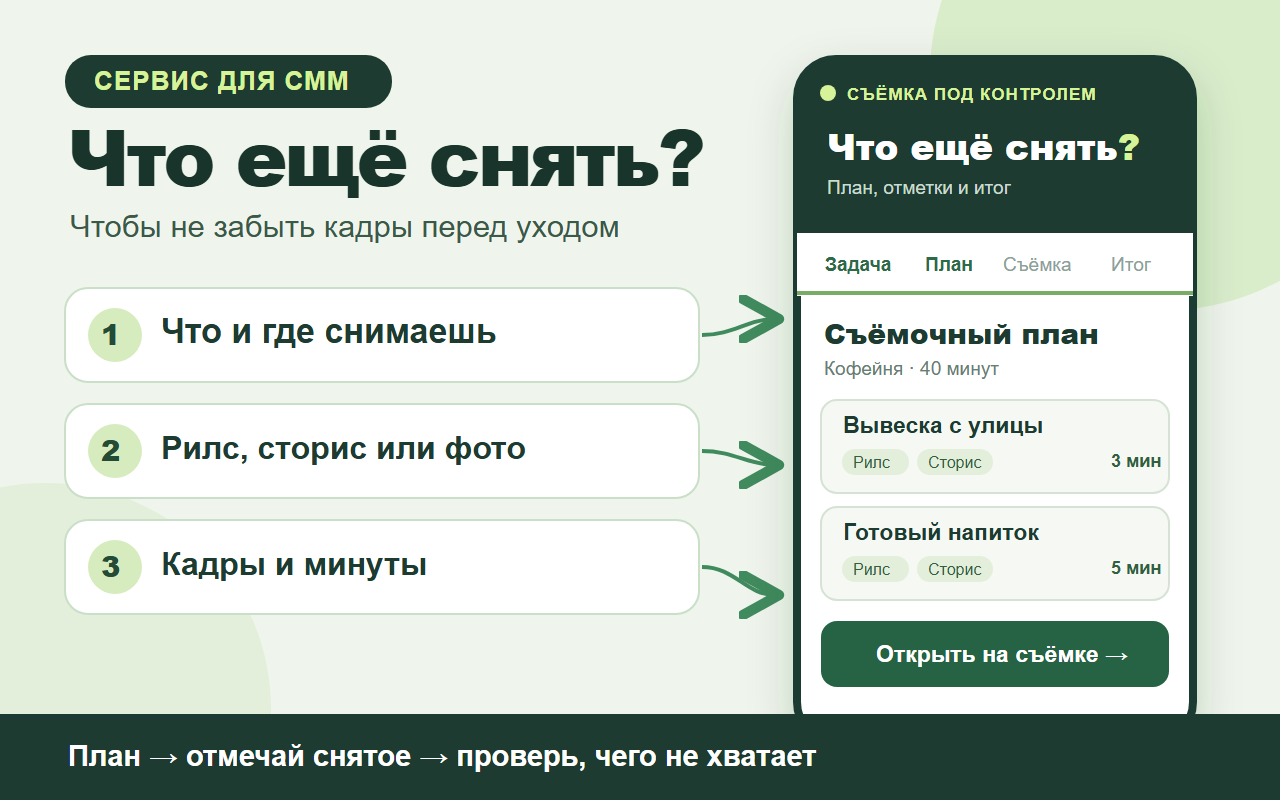 СЕРВИС ДЛЯ СММ
Что ещё снять?
Чтобы не забыть кадры перед уходом
1 Что и где снимаешь
2 Рилс, сторис или фото
3 Кадры и минуты
СЪЁМКА ПОД КОНТРОЛЕМ
Что ещё снять?
План, отметки и итог
Задача План Съёмка Итог
Съёмочный план
Кофейня · 40 минут
Вывеска с улицы
Рилс Сторис 3 мин
Готовый напиток
Рилс Сторис 5 мин
Открыть на съёмке →
План → отмечай снятое → проверь, чего не хватает